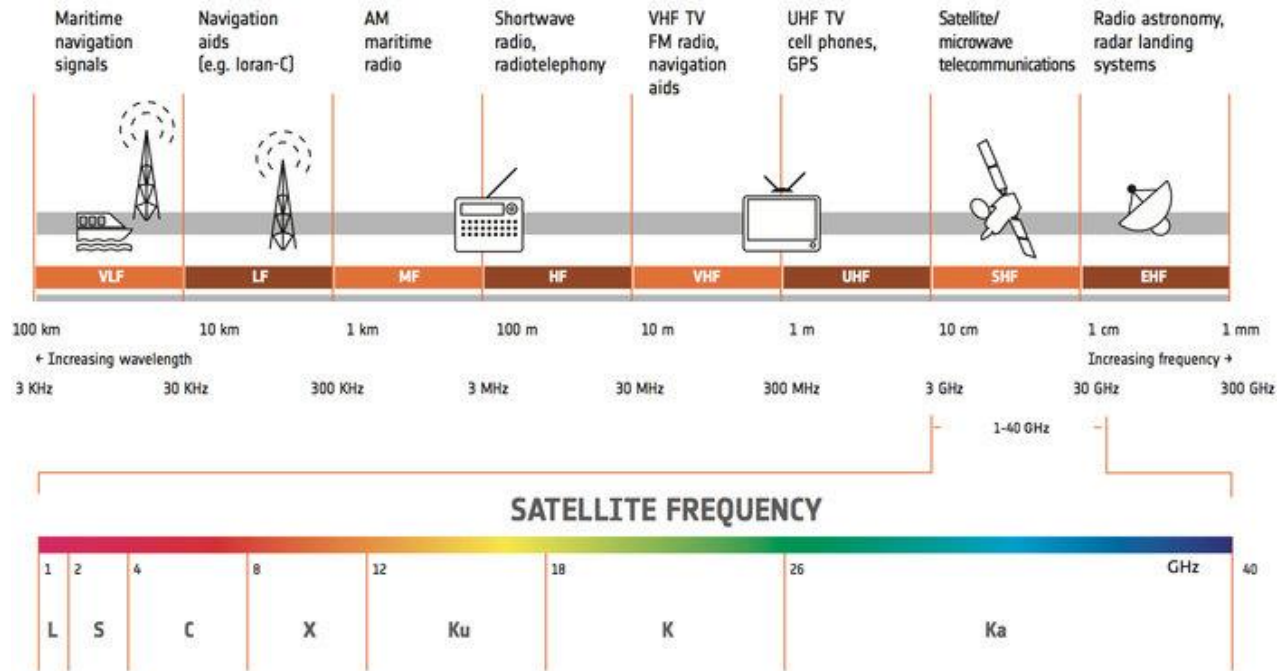 Maritime
navigation
signals
Navigation
aids
(e.g. loran-C)
AM
maritime
radio
Shortwave
radio,
radiotelephony
VHF TV
FM radio,
navigation
aids
UHF TV
cell phones,
GPS
Satellite/
microwave
telecommunications
Radio astronomy,
radar landing
systems
VLF LF MF HF VHF UHF SHF EHF
100 km 10 km 1 km 100 m 10 m 1 m 10 cm 1 cm 1 mm
← Increasing wavelength Increasing frequency →
3 KHz 30 KHz 300 KHz 3 MHz 30 MHz 300 MHz 3 GHz 30 GHz 300 GHz
1-40 GHz
SATELLITE FREQUENCY
1 2 4 8 12 18 26 GHz 40
L S C X Ku K Ka